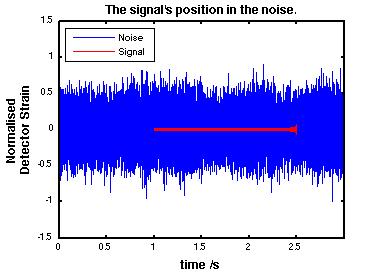 The signal's position in the noise.
1.5
Noise
Signal
1
0.5
0
-0.5
-1
-1.5
Normalised
Detector Strain
0 0.5 1 1.5 2 2.5
time /s